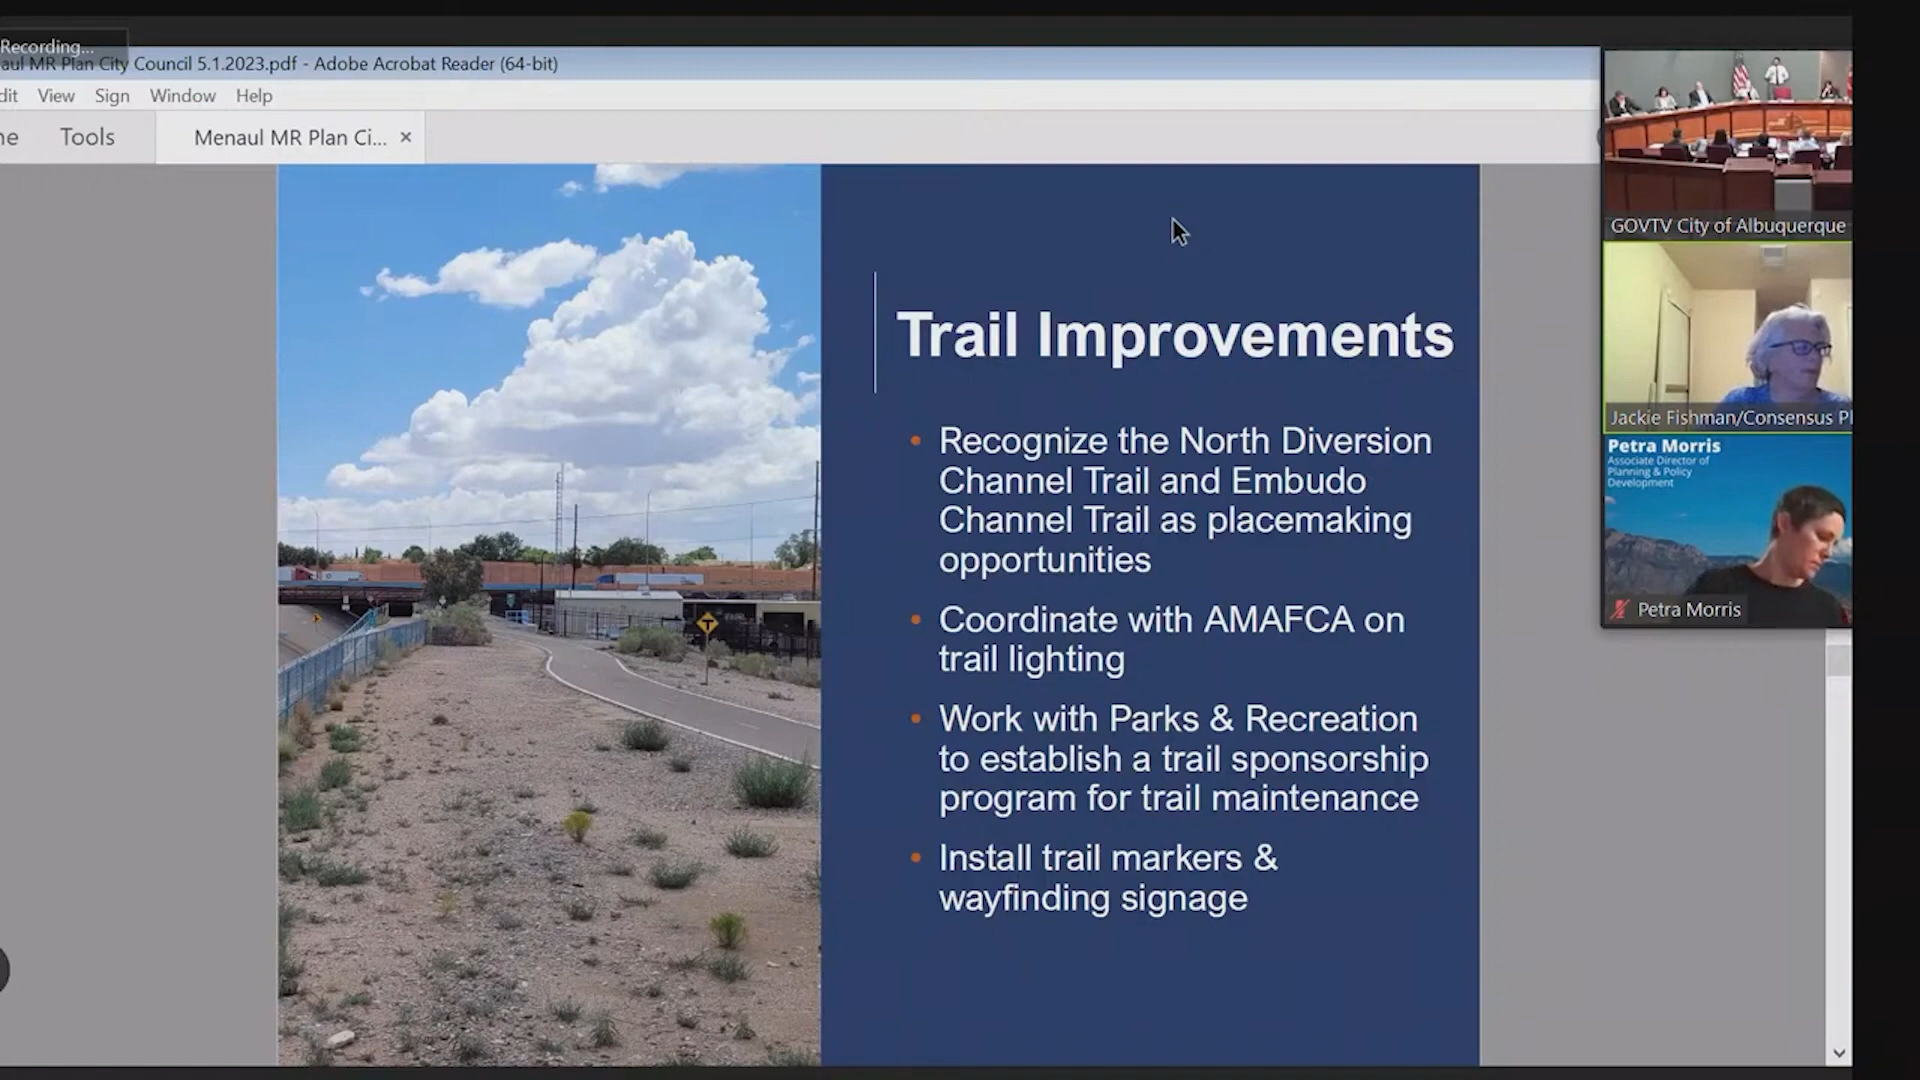 Recording...
aul MR Plan City Council 5.1.2023.pdf - Adobe Acrobat Reader (64-bit)
dit View Sign Window Help
ne Tools Menaul MR Plan Ci... ×
Trail Improvements
• Recognize the North Diversion
Channel Trail and Embudo
Channel Trail as placemaking
opportunities
• Coordinate with AMAFCA on
trail lighting
• Work with Parks & Recreation
to establish a trail sponsorship
program for trail maintenance
• Install trail markers &
wayfinding signage
GOVTV City of Albuquerque
Jackie Fishman/Consensus Pl
Petra Morris
Associate Director of
Planning & Policy
Development
Petra Morris